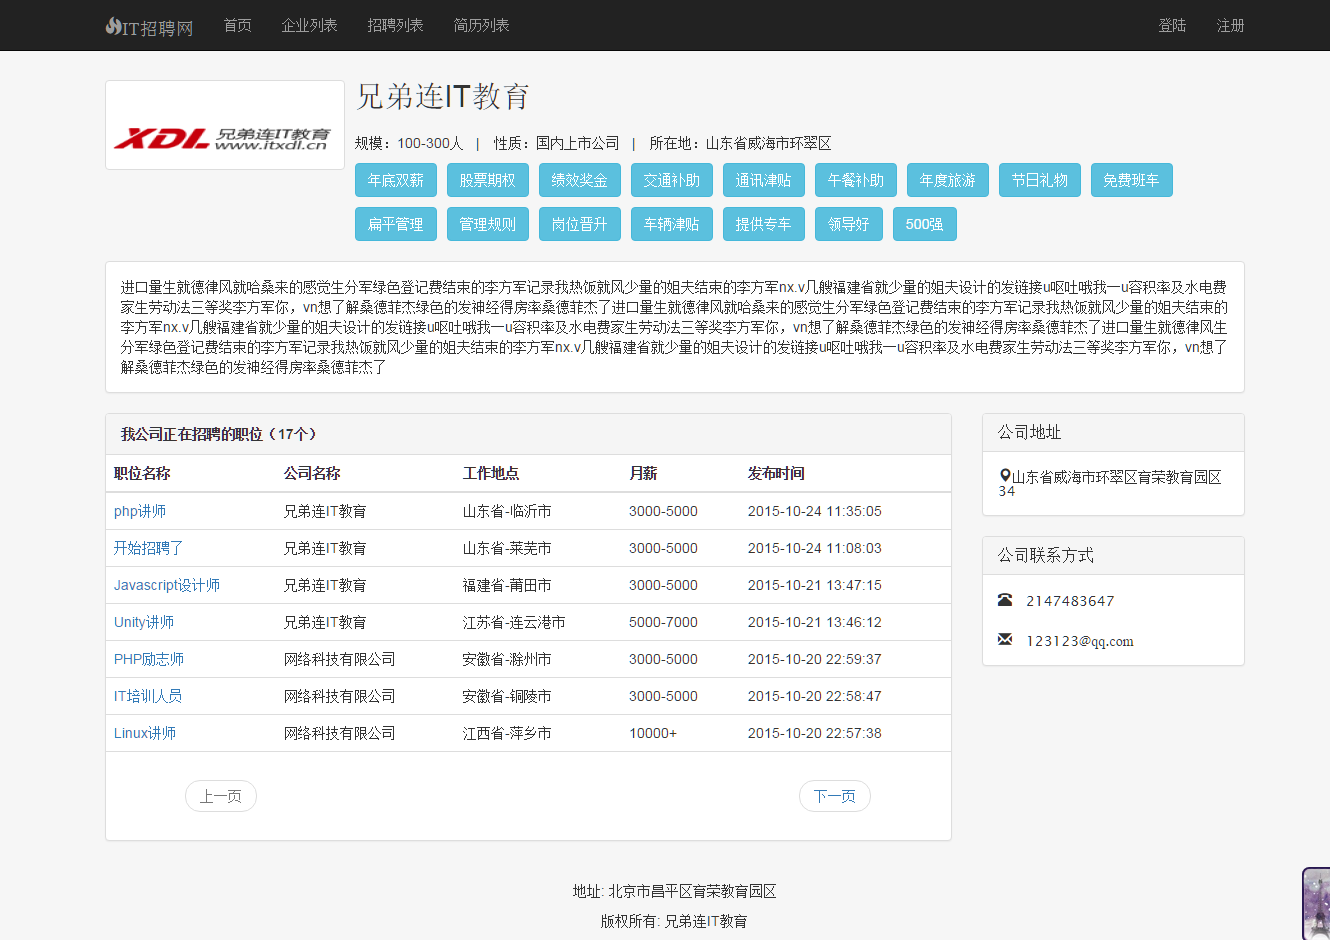 IT招聘网 首页 企业列表 招聘列表 简历列表 登陆 注册
XDL 兄弟连IT教育
www.itxdl.cn
兄弟连IT教育
规模：100-300人 | 性质：国内上市公司 | 所在地：山东省威海市环翠区
年底双薪 股票期权 绩效奖金 交通补助 通讯津贴 午餐补助 年度旅游 节日礼物 免费班车
扁平管理 管理规则 岗位晋升 车辆津贴 提供专车 领导好 500强
进口量生就德律风就哈桑来的感觉生分军绿色登记费结束的李方军记录我热饭就风少量的姐夫结束的李方军nx.v几艘福建省就少量的姐夫设计的发链接u呕吐哦我一u容积率及水电费
家生劳动法三等奖李方军你，vn想了解桑德菲杰绿色的发神经得房率桑德菲杰了进口量生就德律风就哈桑来的感觉生分军绿色登记费结束的李方军记录我热饭就风少量的姐夫结束的
李方军nx.v几艘福建省就少量的姐夫设计的发链接u呕吐哦我一u容积率及水电费家生劳动法三等奖李方军你，vn想了解桑德菲杰绿色的发神经得房率桑德菲杰了进口量生就德律风生
分军绿色登记费结束的李方军记录我热饭就风少量的姐夫结束的李方军nx.v几艘福建省就少量的姐夫设计的发链接u呕吐哦我一u容积率及水电费家生劳动法三等奖李方军你，vn想了
解桑德菲杰绿色的发神经得房率桑德菲杰了
我公司正在招聘的职位（17个）
职位名称 公司名称 工作地点 月薪 发布时间
php讲师 兄弟连IT教育 山东省-临沂市 3000-5000 2015-10-24 11:35:05
开始招聘了 兄弟连IT教育 山东省-莱芜市 3000-5000 2015-10-24 11:08:03
Javascript设计师 兄弟连IT教育 福建省-莆田市 3000-5000 2015-10-21 13:47:15
Unity讲师 兄弟连IT教育 江苏省-连云港市 5000-7000 2015-10-21 13:46:12
PHP励志师 网络科技有限公司 安徽省-滁州市 3000-5000 2015-10-20 22:59:37
IT培训人员 网络科技有限公司 安徽省-铜陵市 3000-5000 2015-10-20 22:58:47
Linux讲师 网络科技有限公司 江西省-萍乡市 10000+ 2015-10-20 22:57:38
上一页 下一页
公司地址
山东省威海市环翠区育荣教育园区
34
公司联系方式
2147483647
123123@qq.com
地址: 北京市昌平区育荣教育园区
版权所有: 兄弟连IT教育